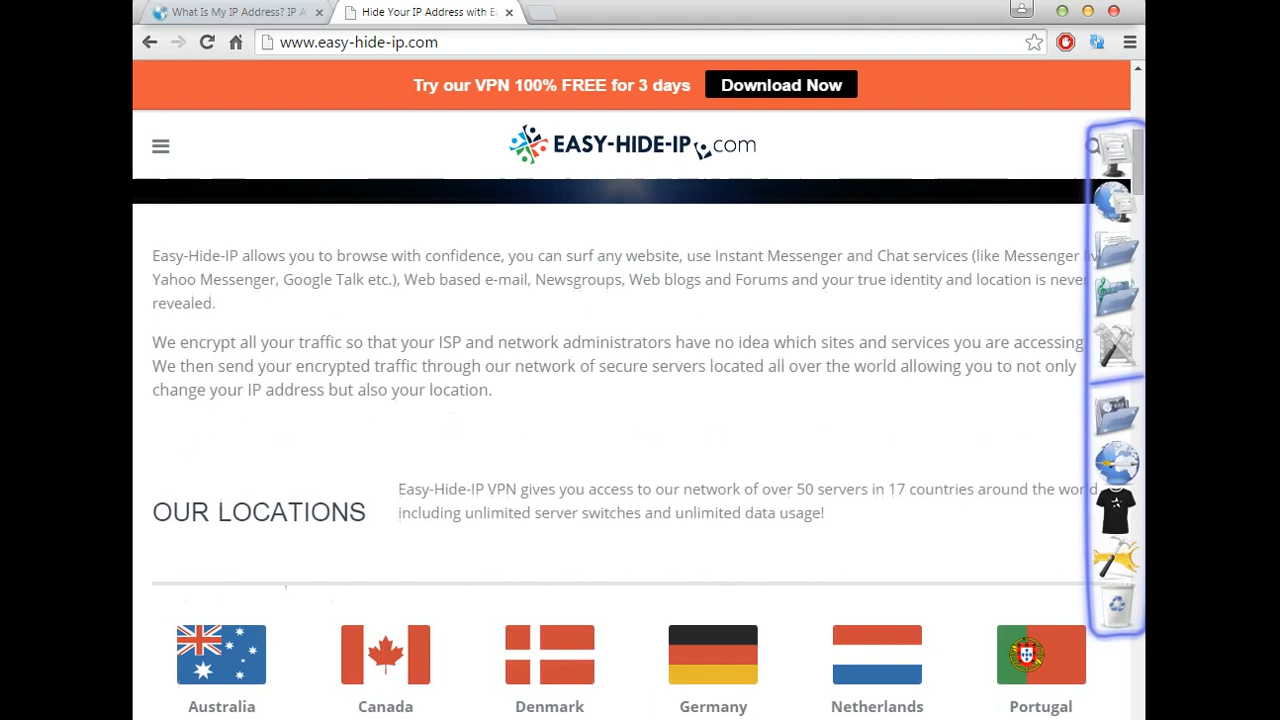 What Is My IP Address? IP A
Hide Your IP Address with Ea
www.easy-hide-ip.com
Try our VPN 100% FREE for 3 days
Download Now
EASY-HIDE-IP.com
Easy-Hide-IP allows you to browse with confidence, you can surf any website, use Instant Messenger and Chat services (like Messenger liv
Yahoo Messenger, Google Talk etc.), Web based e-mail, Newsgroups, Web blogs and Forums and your true identity and location is never
revealed.
We encrypt all your traffic so that your ISP and network administrators have no idea which sites and services you are accessing.
We then send your encrypted traffic through our network of secure servers located all over the world allowing you to not only
change your IP address but also your location.
OUR LOCATIONS
Easy-Hide-IP VPN gives you access to our network of over 50 servers in 17 countries around the world
including unlimited server switches and unlimited data usage!
Australia
Canada
Denmark
Germany
Netherlands
Portugal